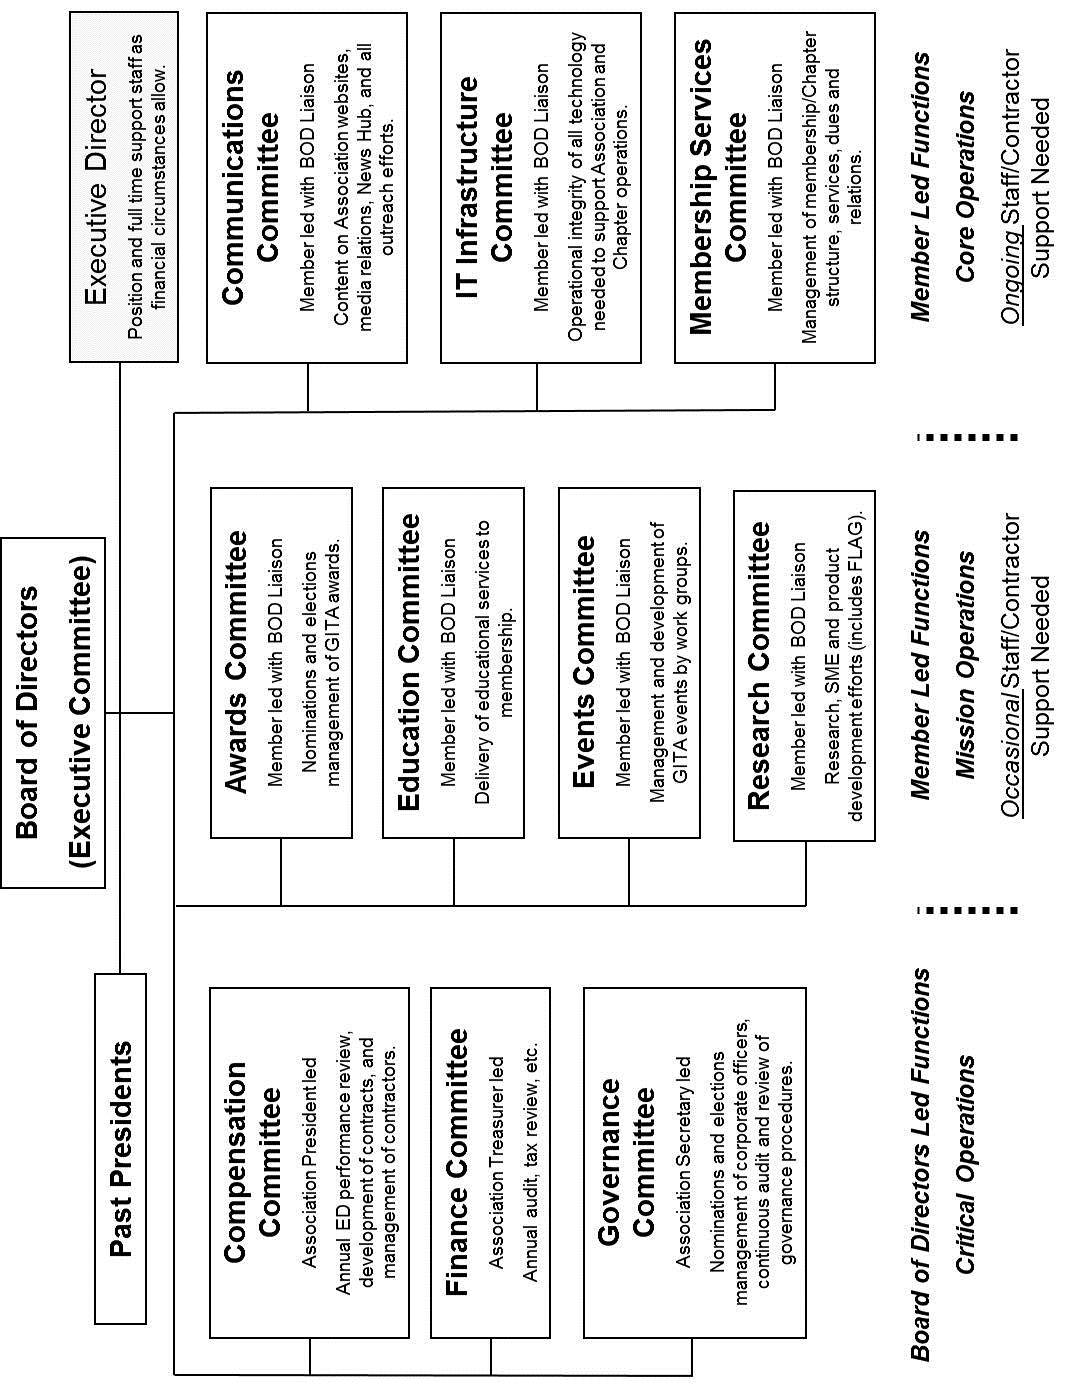 Board of Directors
(Executive Committee)
Past Presidents
Executive Director
Position and full time support staff as
financial circumstances allow.
Compensation
Committee
Association President led
Annual ED performance review,
development of contracts, and
management of contractors.
Finance Committee
Association Treasurer led
Annual audit, tax review, etc.
Governance
Committee
Association Secretary led
Nominations and elections
management of corporate officers,
continuous audit and review of
governance procedures.
Board of Directors Led Functions
Critical Operations
Awards Committee
Member led with BOD Liaison
Nominations and elections
management of GITA awards.
Education Committee
Member led with BOD Liaison
Delivery of educational services to
membership.
Events Committee
Member led with BOD Liaison
Management and development of
GITA events by work groups.
Research Committee
Member led with BOD Liaison
Research, SME and product
development efforts (includes FLAG).
Member Led Functions
Mission Operations
Occasional Staff/Contractor
Support Needed
Communications
Committee
Member led with BOD Liaison
Content on Association websites,
media relations, News Hub, and all
outreach efforts.
IT Infrastructure
Committee
Member led with BOD Liaison
Operational integrity of all technology
needed to support Association and
Chapter operations.
Membership Services
Committee
Member led with BOD Liaison
Management of membership/Chapter
structure, services, dues and
relations.
Member Led Functions
Core Operations
Ongoing Staff/Contractor
Support Needed